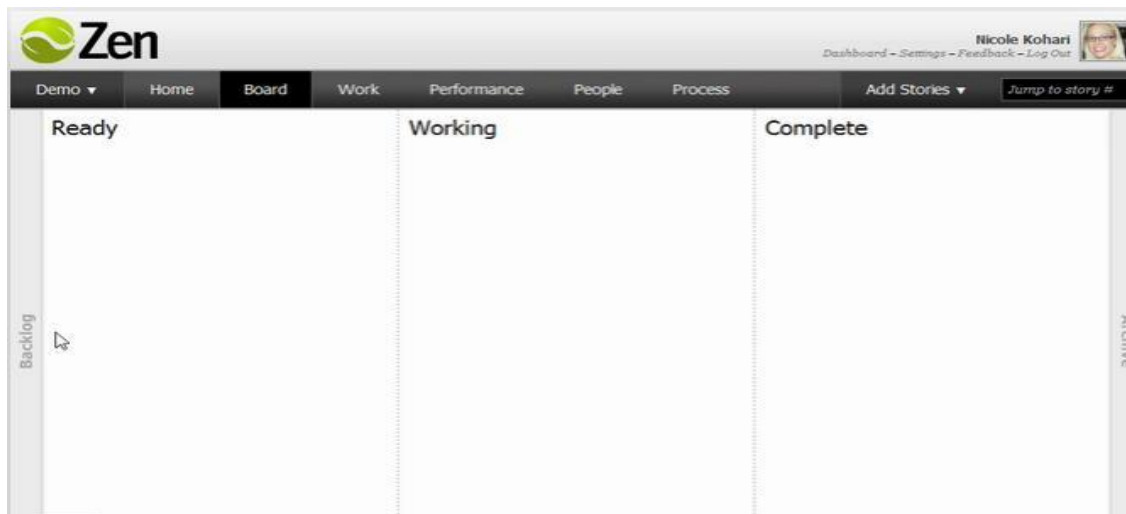 Zen
Nicole Kohari
Dashboard – Settings – Feedback – Log Out
Demo ▾ Home Board Work Performance People Process Add Stories ▾ Jump to story #
Ready Working Complete
Backlog